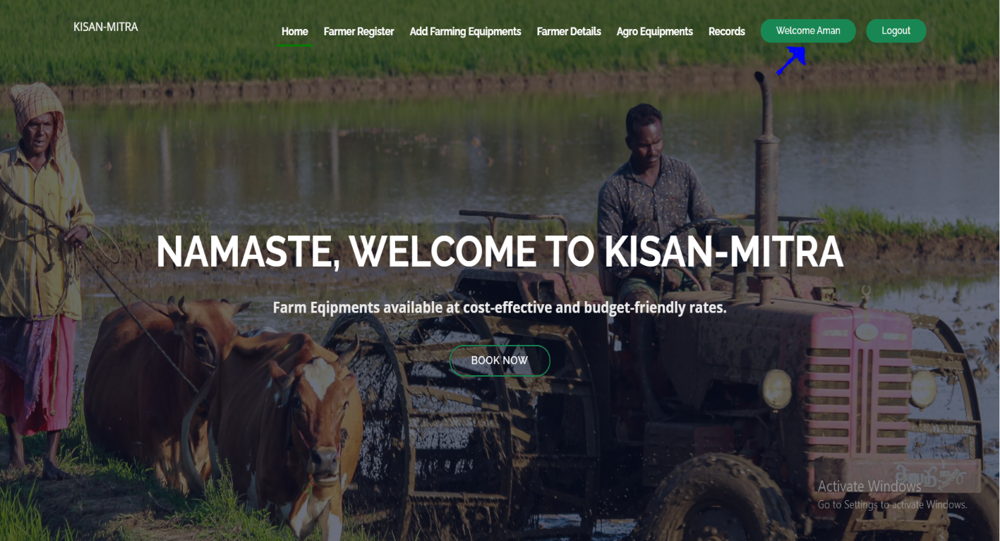 KISAN-MITRA
Home Farmer Register Add Farming Equipments Farmer Details Agro Equipments Records Welcome Aman Logout
NAMASTE, WELCOME TO KISAN-MITRA
Farm Eqipments available at cost-effective and budget-friendly rates.
BOOK NOW
Activate Windows
Go to Settings to activate Windows.